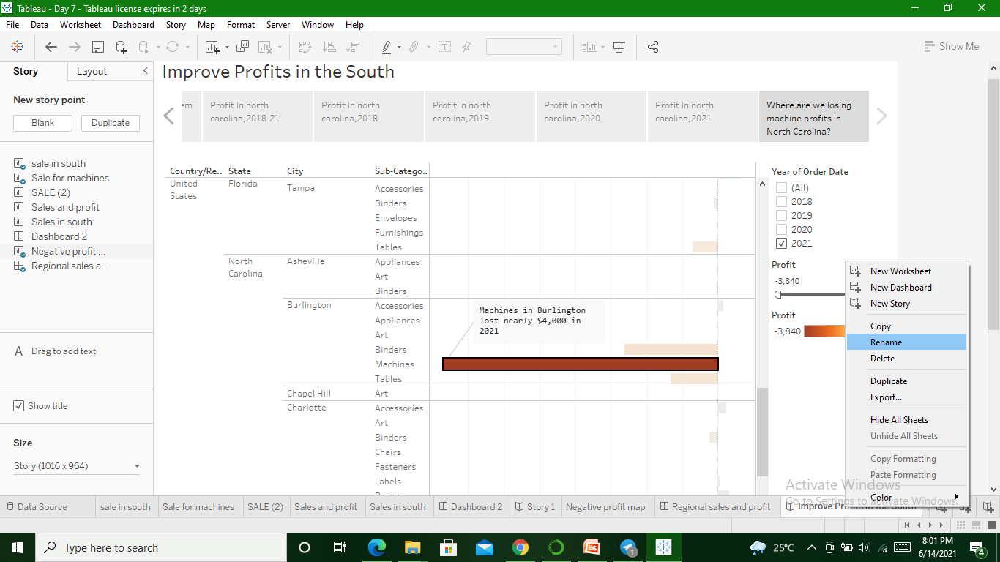 Tableau - Day 7 - Tableau license expires in 2 days
File Data Worksheet Dashboard Story Map Format Server Window Help
Show Me
Story Layout
New story point
Blank Duplicate
sale in south
Sale for machines
SALE (2)
Sales and profit
Sales in south
Dashboard 2
Negative profit ...
Regional sales a...
A Drag to add text
Show title
Size
Story (1016 x 964)
Improve Profits in the South
em
Profit in north
carolina,2018-21
Profit in north
carolina,2018
Profit in north
carolina,2019
Profit in north
carolina,2020
Profit in north
carolina,2021
Where are we losing
machine profits in
North Carolina?
Country/Re.. State City Sub-Catego..
United
States
Florida
Tampa Accessories
Binders
Envelopes
Furnishings
Tables
North
Carolina
Asheville Appliances
Art
Binders
Burlington Accessories
Appliances
Art
Binders
Machines
Tables
Chapel Hill Art
Charlotte Accessories
Art
Binders
Chairs
Fasteners
Labels
Machines in Burlington
lost nearly $4,000 in
2021
Year of Order Date
(All)
2018
2019
2020
2021
Profit
-3,840
Profit
-3,840
New Worksheet
New Dashboard
New Story
Copy
Rename
Delete
Duplicate
Export...
Hide All Sheets
Unhide All Sheets
Copy Formatting
Paste Formatting
Color
Activate Windows
Go to Settings to activate Windows.
Data Source sale in south Sale for machines SALE (2) Sales and profit Sales in south Dashboard 2 Story 1 Negative profit map Regional sales and profit Improve Profits in the South
Type here to search
1
25°C
8:01 PM
6/14/2021
4